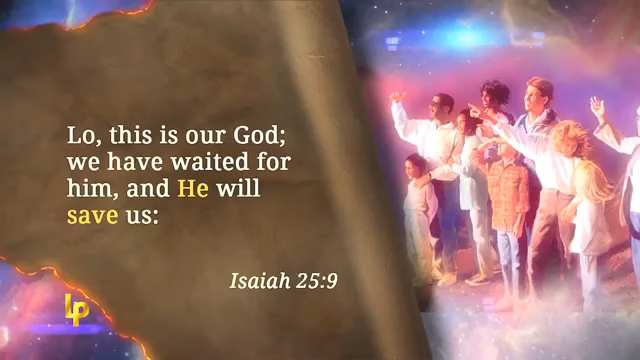 Lo, this is our God;
we have waited for
him, and He will
save us:
Isaiah 25:9
LP